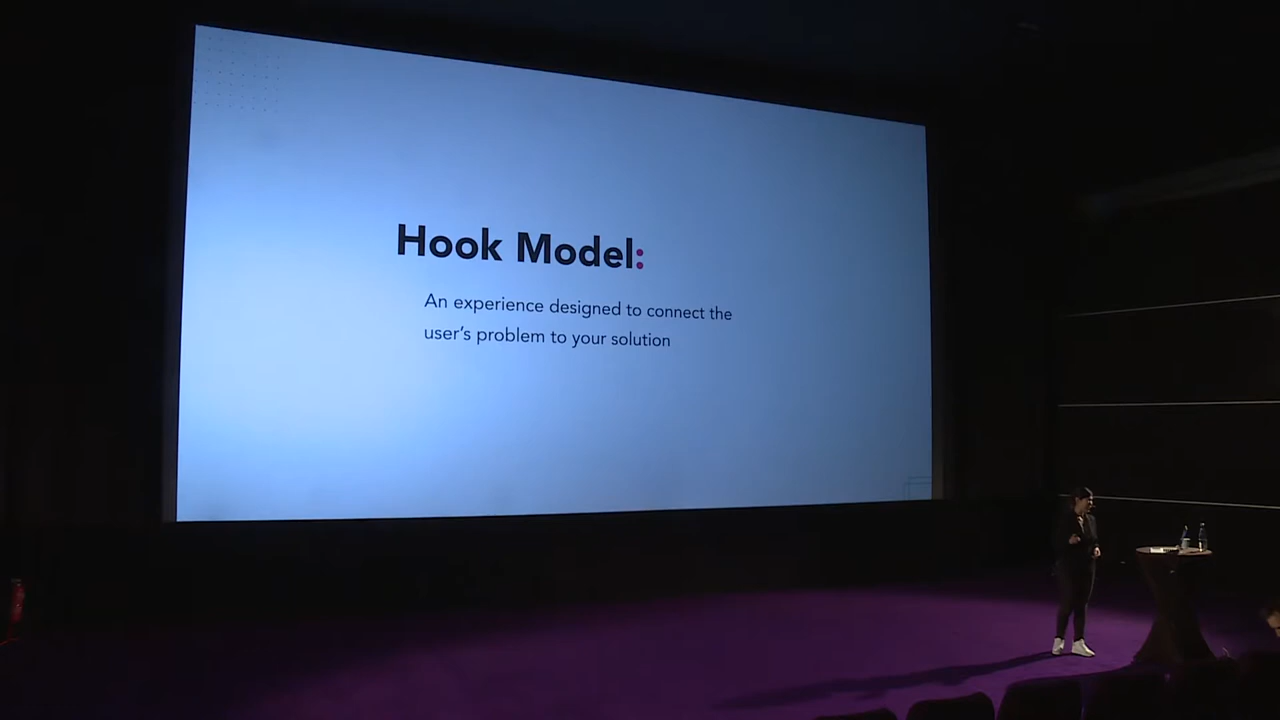 Hook Model:
An experience designed to connect the
user’s problem to your solution